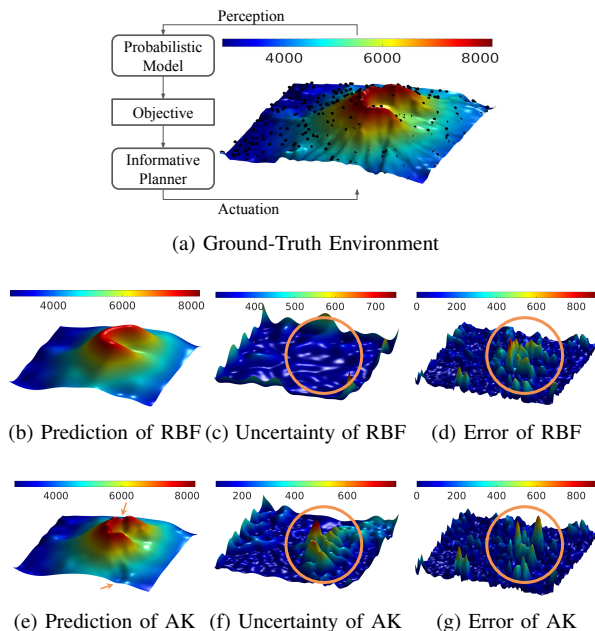 Perception
Probabilistic
Model
4000 6000 8000
Objective
Informative
Planner
Actuation
(a) Ground-Truth Environment
4000 6000 8000
400 500 600 700
0 200 400 600 800
(b) Prediction of RBF (c) Uncertainty of RBF (d) Error of RBF
4000 6000 8000
200 400 600
0 200 400 600 800
(e) Prediction of AK (f) Uncertainty of AK (g) Error of AK